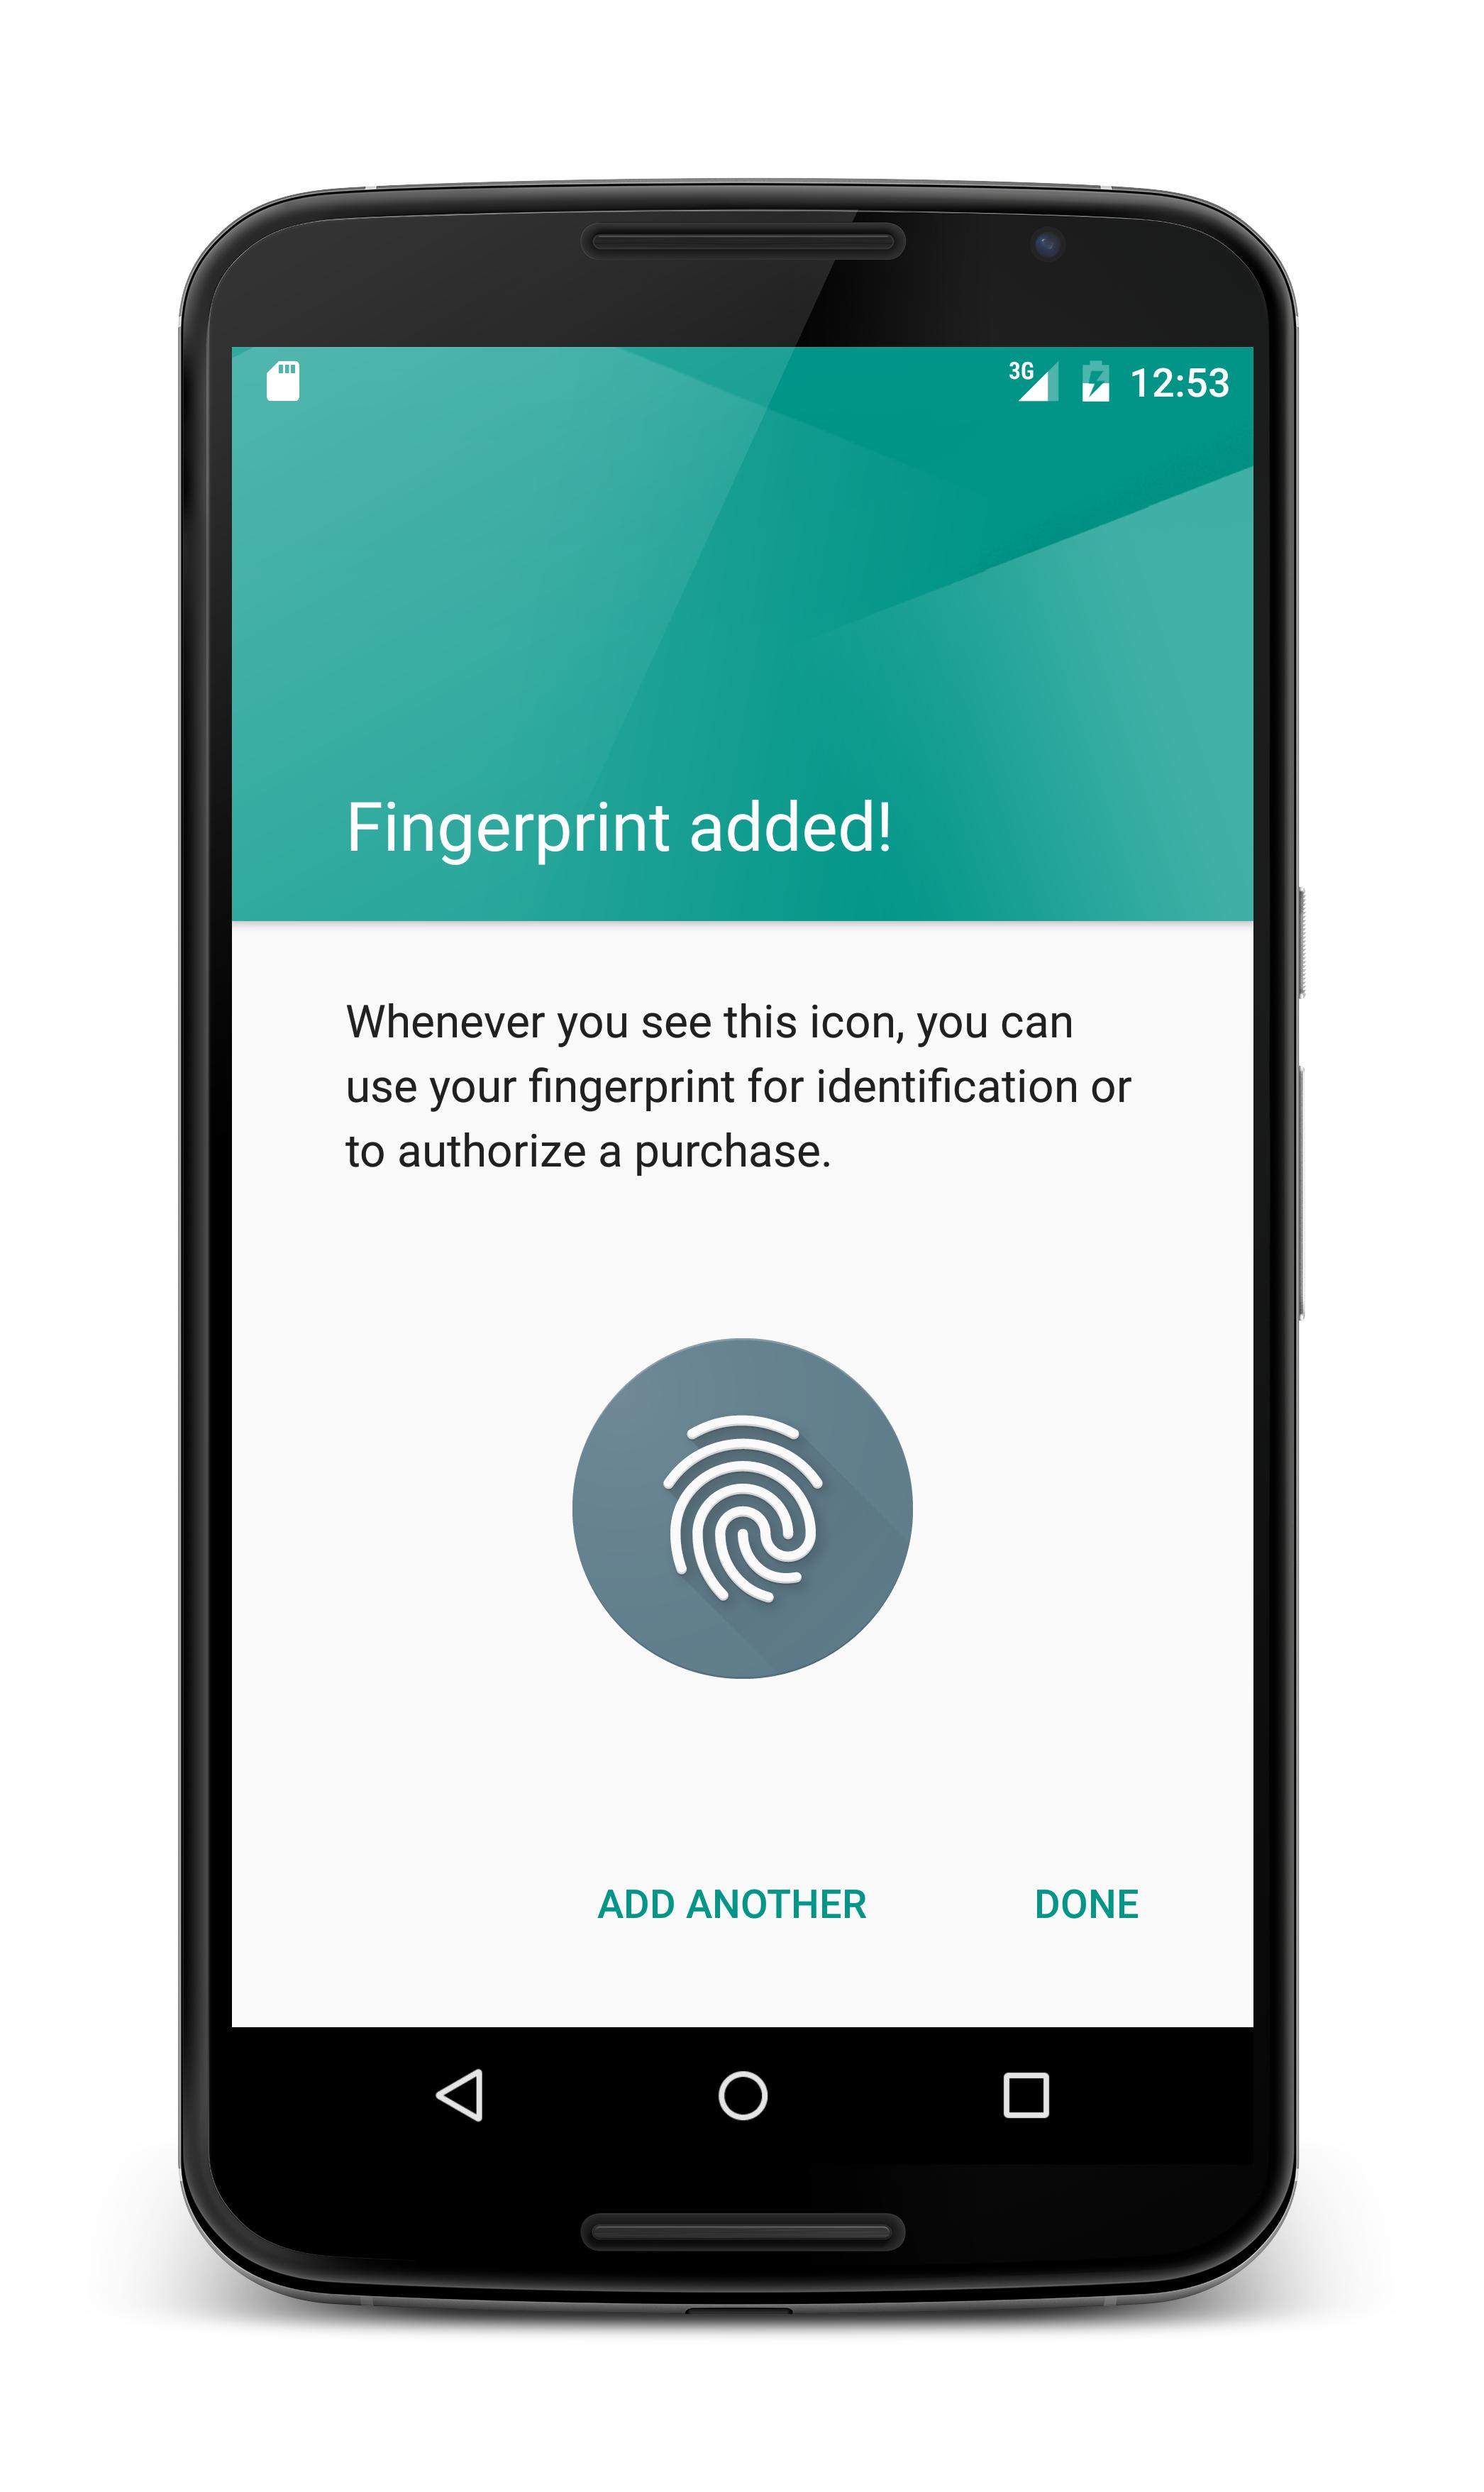 3G 12:53
Fingerprint added!
Whenever you see this icon, you can
use your fingerprint for identification or
to authorize a purchase.
ADD ANOTHER DONE